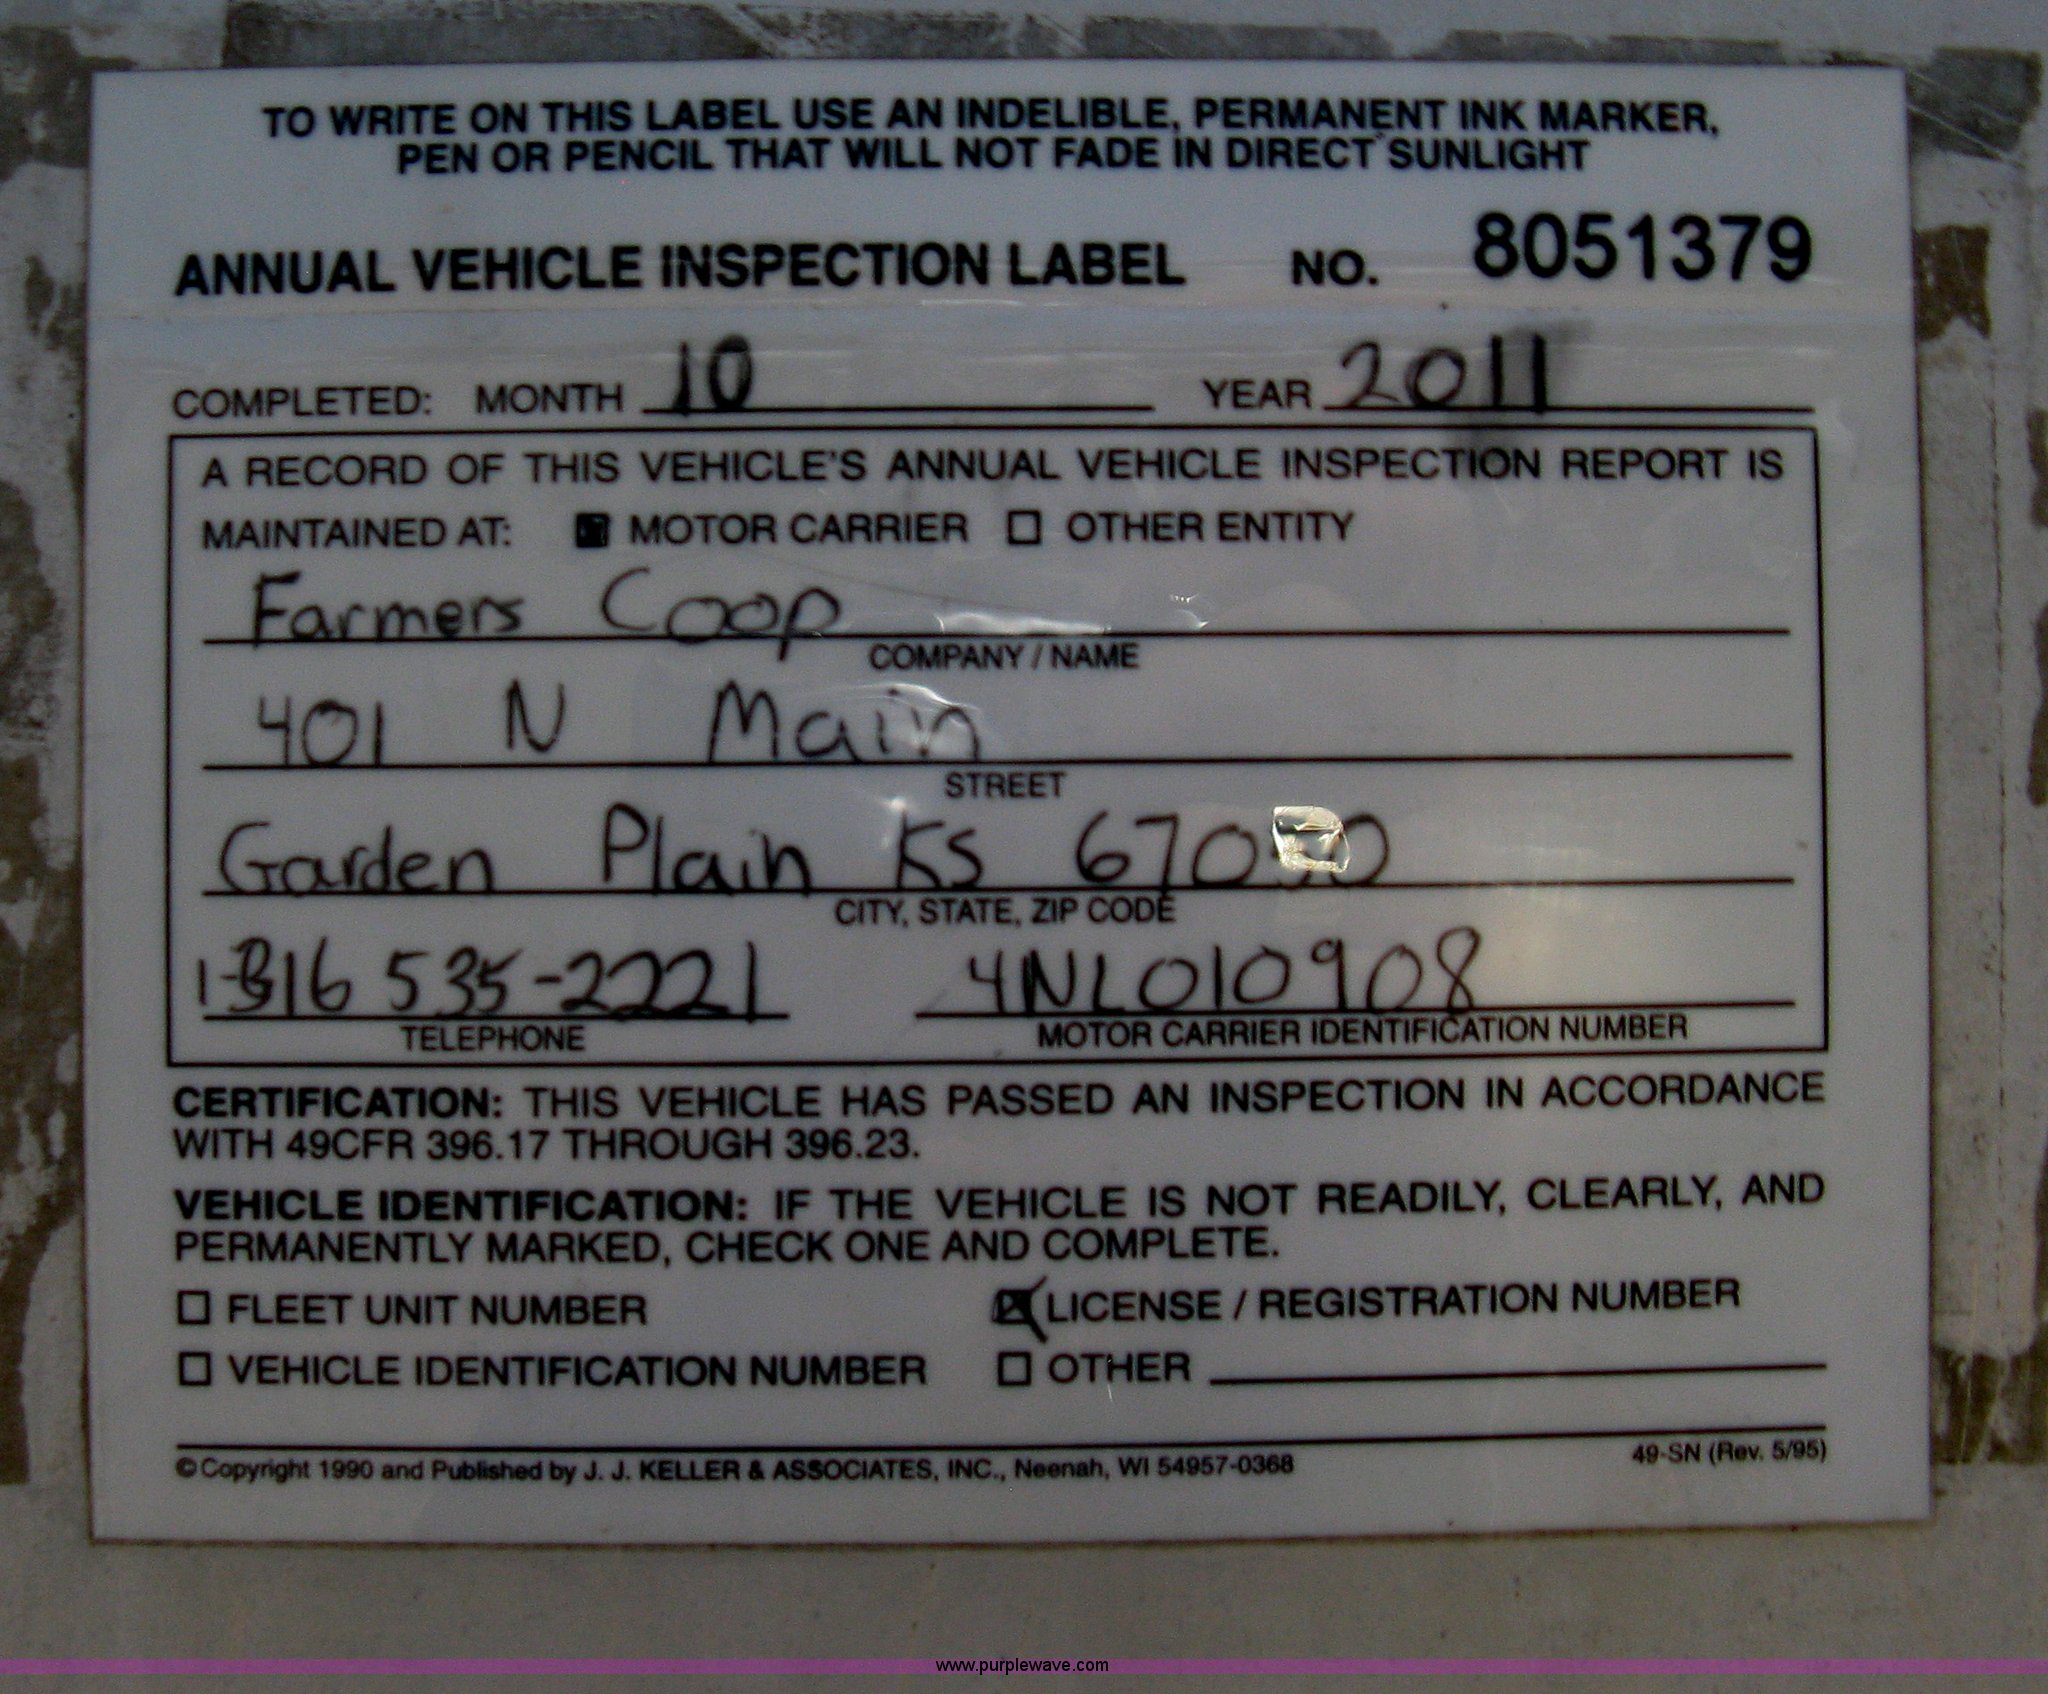 TO WRITE ON THIS LABEL USE AN INDELIBLE, PERMANENT INK MARKER,
PEN OR PENCIL THAT WILL NOT FADE IN DIRECT SUNLIGHT
ANNUAL VEHICLE INSPECTION LABEL NO. 8051379
COMPLETED: MONTH 10 YEAR 2011
A RECORD OF THIS VEHICLE'S ANNUAL VEHICLE INSPECTION REPORT IS
MAINTAINED AT: MOTOR CARRIER OTHER ENTITY
Farmers Coop
COMPANY / NAME
401 N Main
STREET
Garden Plain KS
CITY, STATE, ZIP CODE
1-316 535-2221 4NL010908
TELEPHONE MOTOR CARRIER IDENTIFICATION NUMBER
CERTIFICATION: THIS VEHICLE HAS PASSED AN INSPECTION IN ACCORDANCE
WITH 49CFR 396.17 THROUGH 396.23.
VEHICLE IDENTIFICATION: IF THE VEHICLE IS NOT READILY, CLEARLY, AND
PERMANENTLY MARKED, CHECK ONE AND COMPLETE.
FLEET UNIT NUMBER LICENSE / REGISTRATION NUMBER
VEHICLE IDENTIFICATION NUMBER OTHER
© Copyright 1990 and Published by J. J. KELLER & ASSOCIATES, INC., Neenah, WI 54957-0368 49-SN (Rev. 5/95)
www.purplewave.com